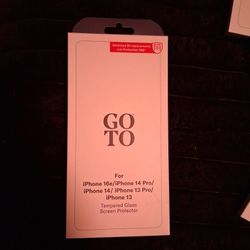 GO
TO
For
iPhone 16e/iPhone 14 Pro/
iPhone 14/ iPhone 13 Pro/
iPhone 13
Tempered Glass
Screen Protector